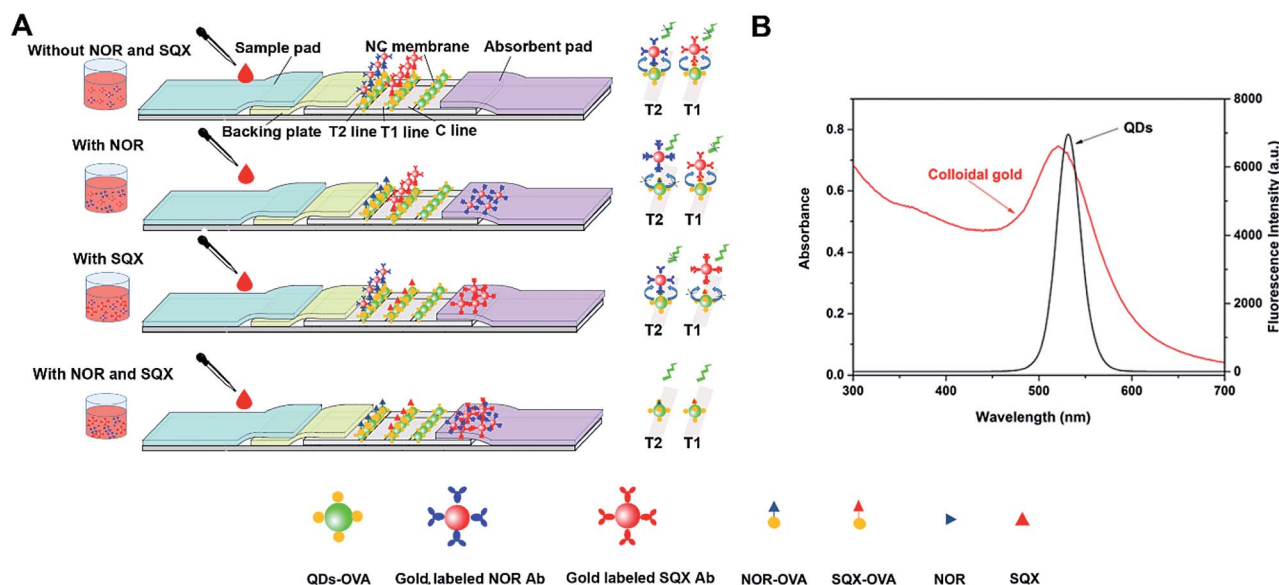 A
B
Without NOR and SQX
Sample pad
NC membrane
Absorbent pad
Backing plate
T2 line
T1 line
C line
T2
T1
With NOR
T2
T1
With SQX
T2
T1
With NOR and SQX
T2
T1
QDs-OVA
Gold labeled NOR Ab
Gold labeled SQX Ab
NOR-OVA
SQX-OVA
NOR
SQX
QDs
Colloidal gold
Absorbance
0.8
0.6
0.4
0.2
0.0
300
400
500
600
700
Wavelength (nm)
8000
6000
4000
2000
0
Fluorescence Intensity (a.u.)